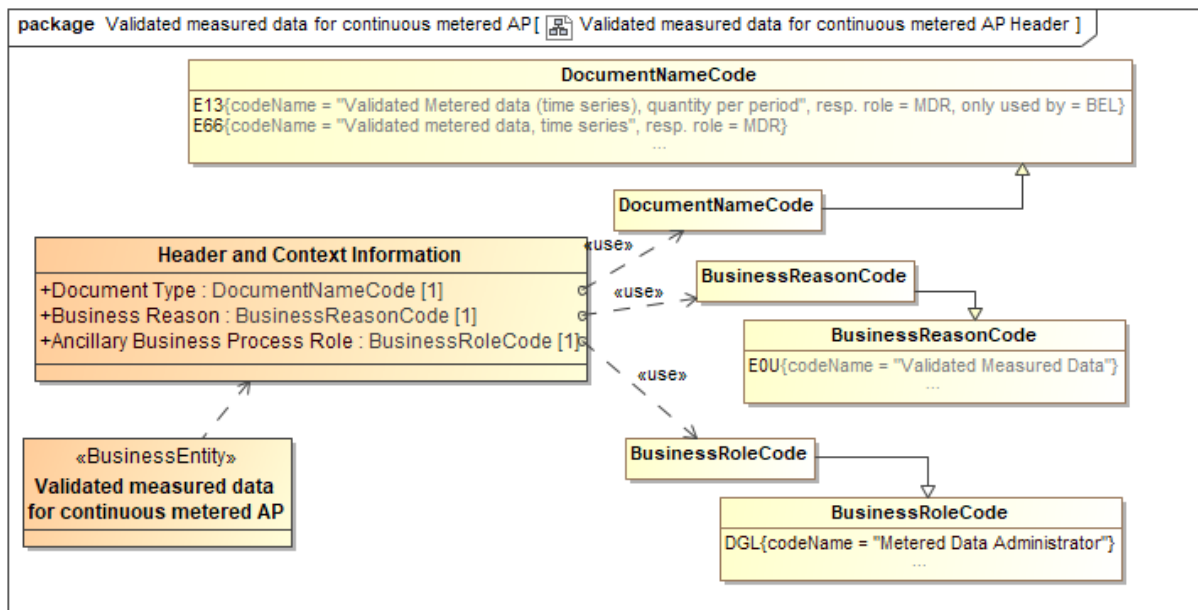 package Validated measured data for continuous metered AP[ Validated measured data for continuous metered AP Header ]
DocumentNameCode
E13{codeName = "Validated Metered data (time series), quantity per period", resp. role = MDR, only used by = BEL}
E66{codeName = "Validated metered data, time series", resp. role = MDR}
...
DocumentNameCode
«use»
Header and Context Information
+Document Type : DocumentNameCode [1]
+Business Reason : BusinessReasonCode [1]
+Ancillary Business Process Role : BusinessRoleCode [1]
«use»
BusinessReasonCode
BusinessReasonCode
E0U{codeName = "Validated Measured Data"}
...
«use»
«BusinessEntity»
Validated measured data
for continuous metered AP
BusinessRoleCode
BusinessRoleCode
DGL{codeName = "Metered Data Administrator"}
...